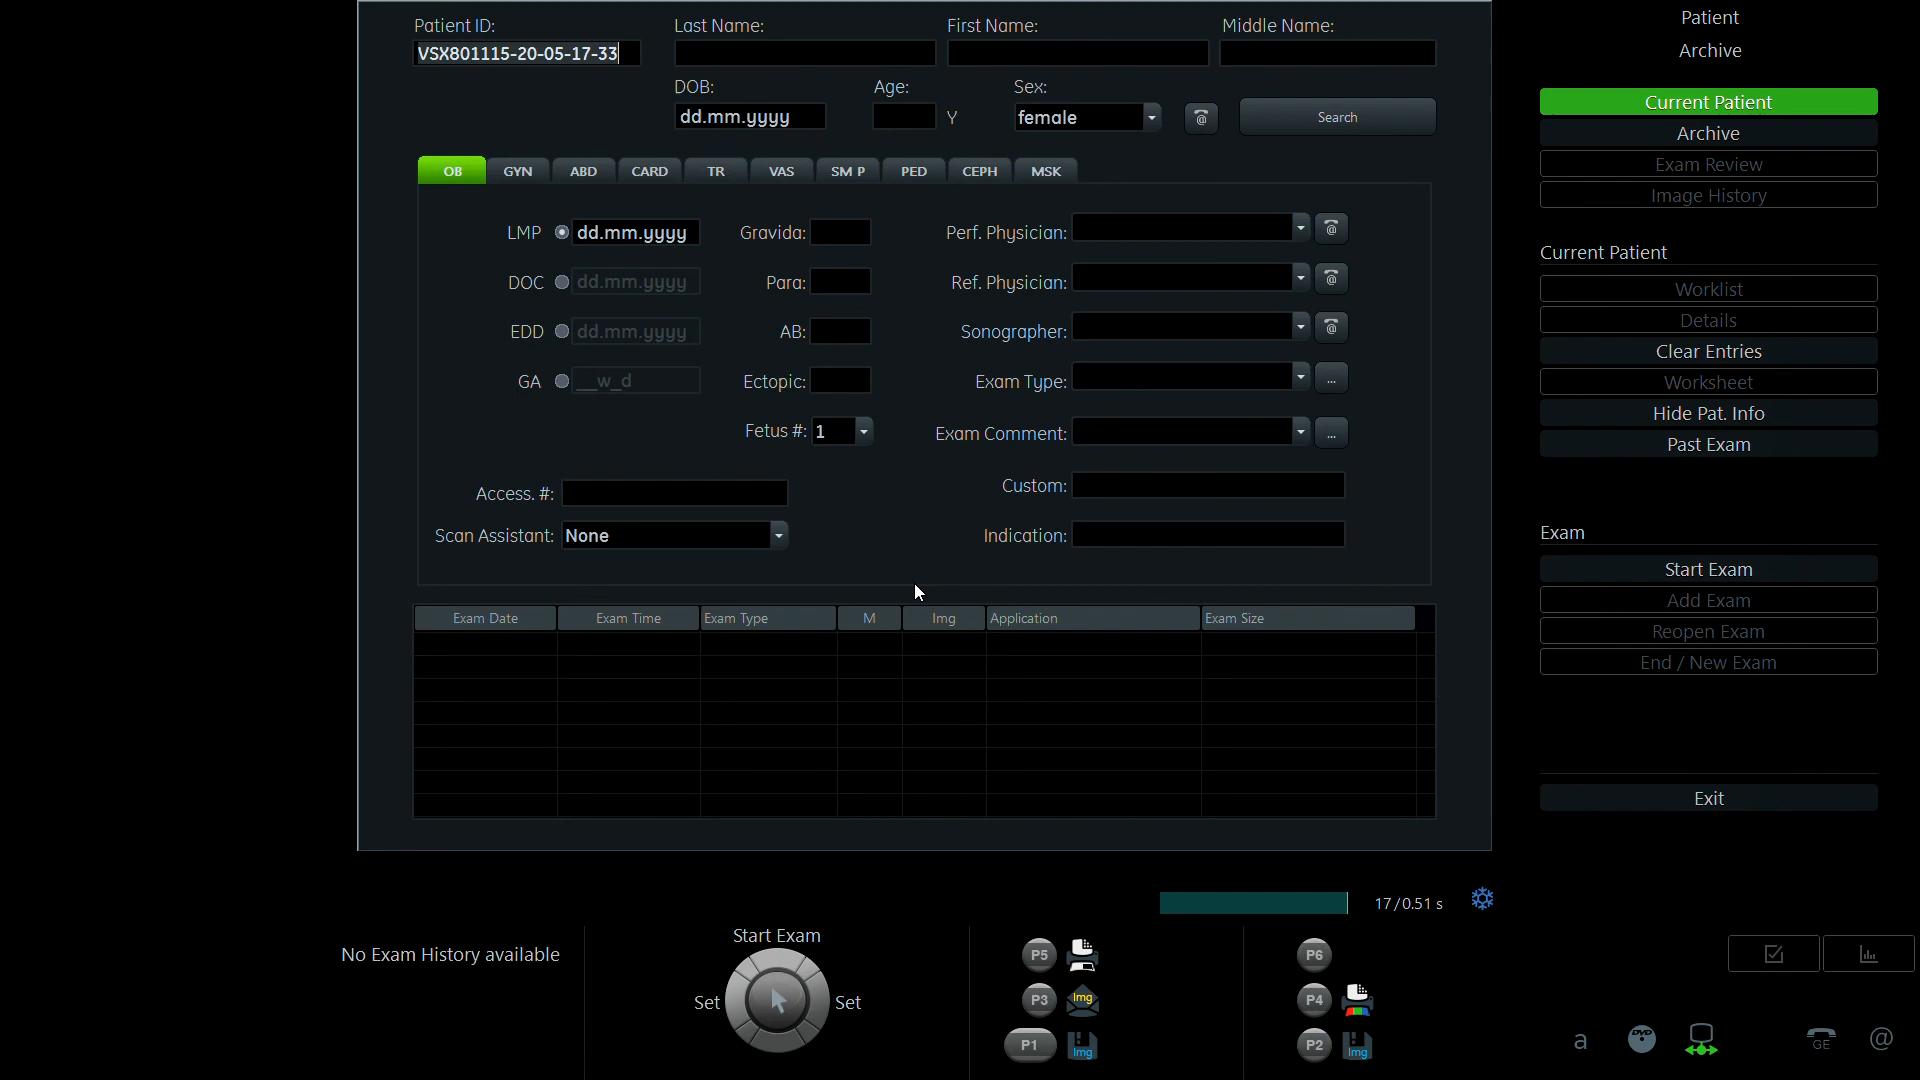 Patient ID: Last Name: First Name: Middle Name:
VSX801115-20-05-17-33
DOB: Age: Sex:
dd.mm.yyyy Y female @ Search
OB GYN ABD CARD TR VAS SM P PED CEPH MSK
LMP dd.mm.yyyy Gravida: Perf. Physician: @
DOC dd.mm.yyyy Para: Ref. Physician: @
EDD dd.mm.yyyy AB: Sonographer: @
GA __w_d Ectopic: Exam Type: ...
Fetus #: 1 Exam Comment: ...
Access. #: Custom:
Scan Assistant: None Indication:
Exam Date Exam Time Exam Type M Img Application Exam Size
Patient
Archive
Current Patient
Archive
Exam Review
Image History
Current Patient
Worklist
Details
Clear Entries
Worksheet
Hide Pat. Info
Past Exam
Exam
Start Exam
Add Exam
Reopen Exam
End / New Exam
Exit
17/0.51 s
No Exam History available
Start Exam
Set Set
P5
P3 Img
P1 Img
P6
P4
P2 Img
a DVD GE @